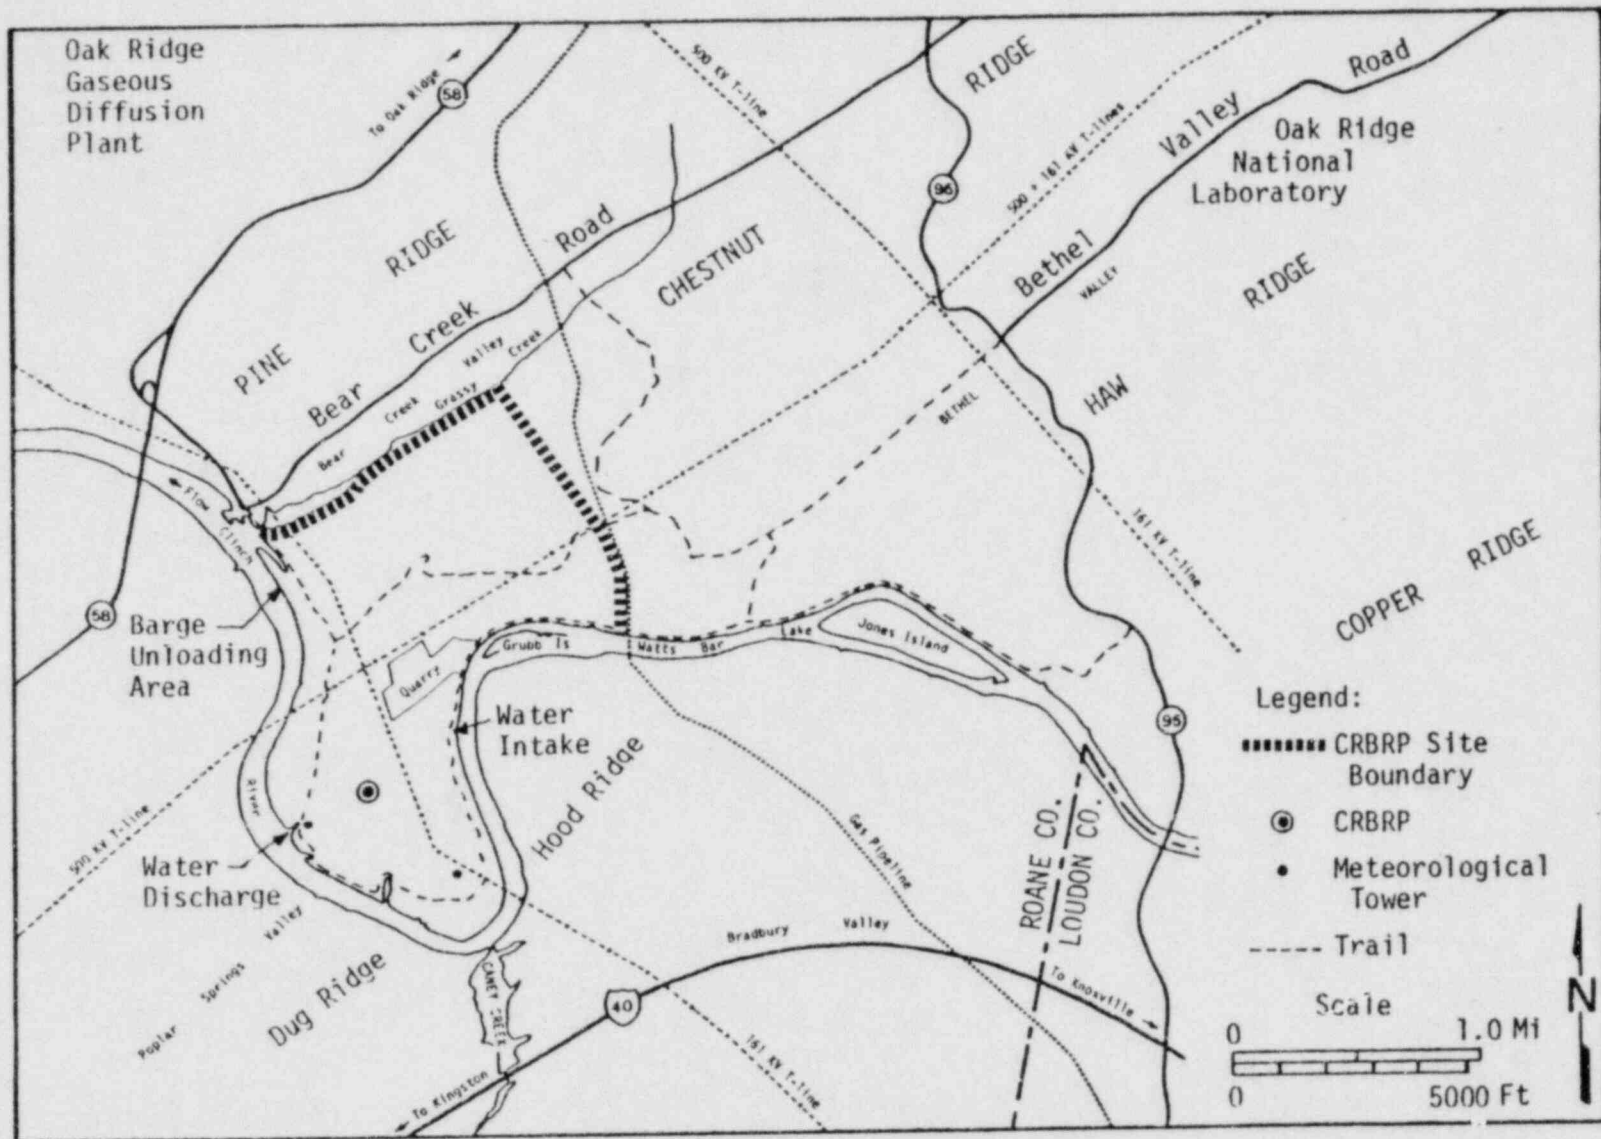 Oak Ridge
Gaseous
Diffusion
Plant
To Oak Ridge
58
500 KV T-line
RIDGE
Road
Valley
Oak Ridge
National
Laboratory
96
500 + 161 KV T-lines
Bethel
VALLEY
RIDGE
Road
RIDGE
CHESTNUT
Creek
PINE
Bear
Valley
Creek
Creek
Grassy
Bear
BETHEL
HAW
Flow
Clinch
161 KV T-line
RIDGE
COPPER
58
Barge
Unloading
Area
Grubb Is
Watts Bar
Lake
Jones Island
Quarry
Water
Intake
95
River
Hood Ridge
500 KV T-line
Gas Pipeline
Water
Discharge
ROANE CO.
LOUDON CO.
Poplar Springs Valley
Dug Ridge
CANEY CREEK
Bradbury Valley
40
To Knoxville
To Kingston
161 KV T-line
Legend:
CRBRP Site
Boundary
CRBRP
Meteorological
Tower
Trail
Scale
0 1.0 Mi
0 5000 Ft
N